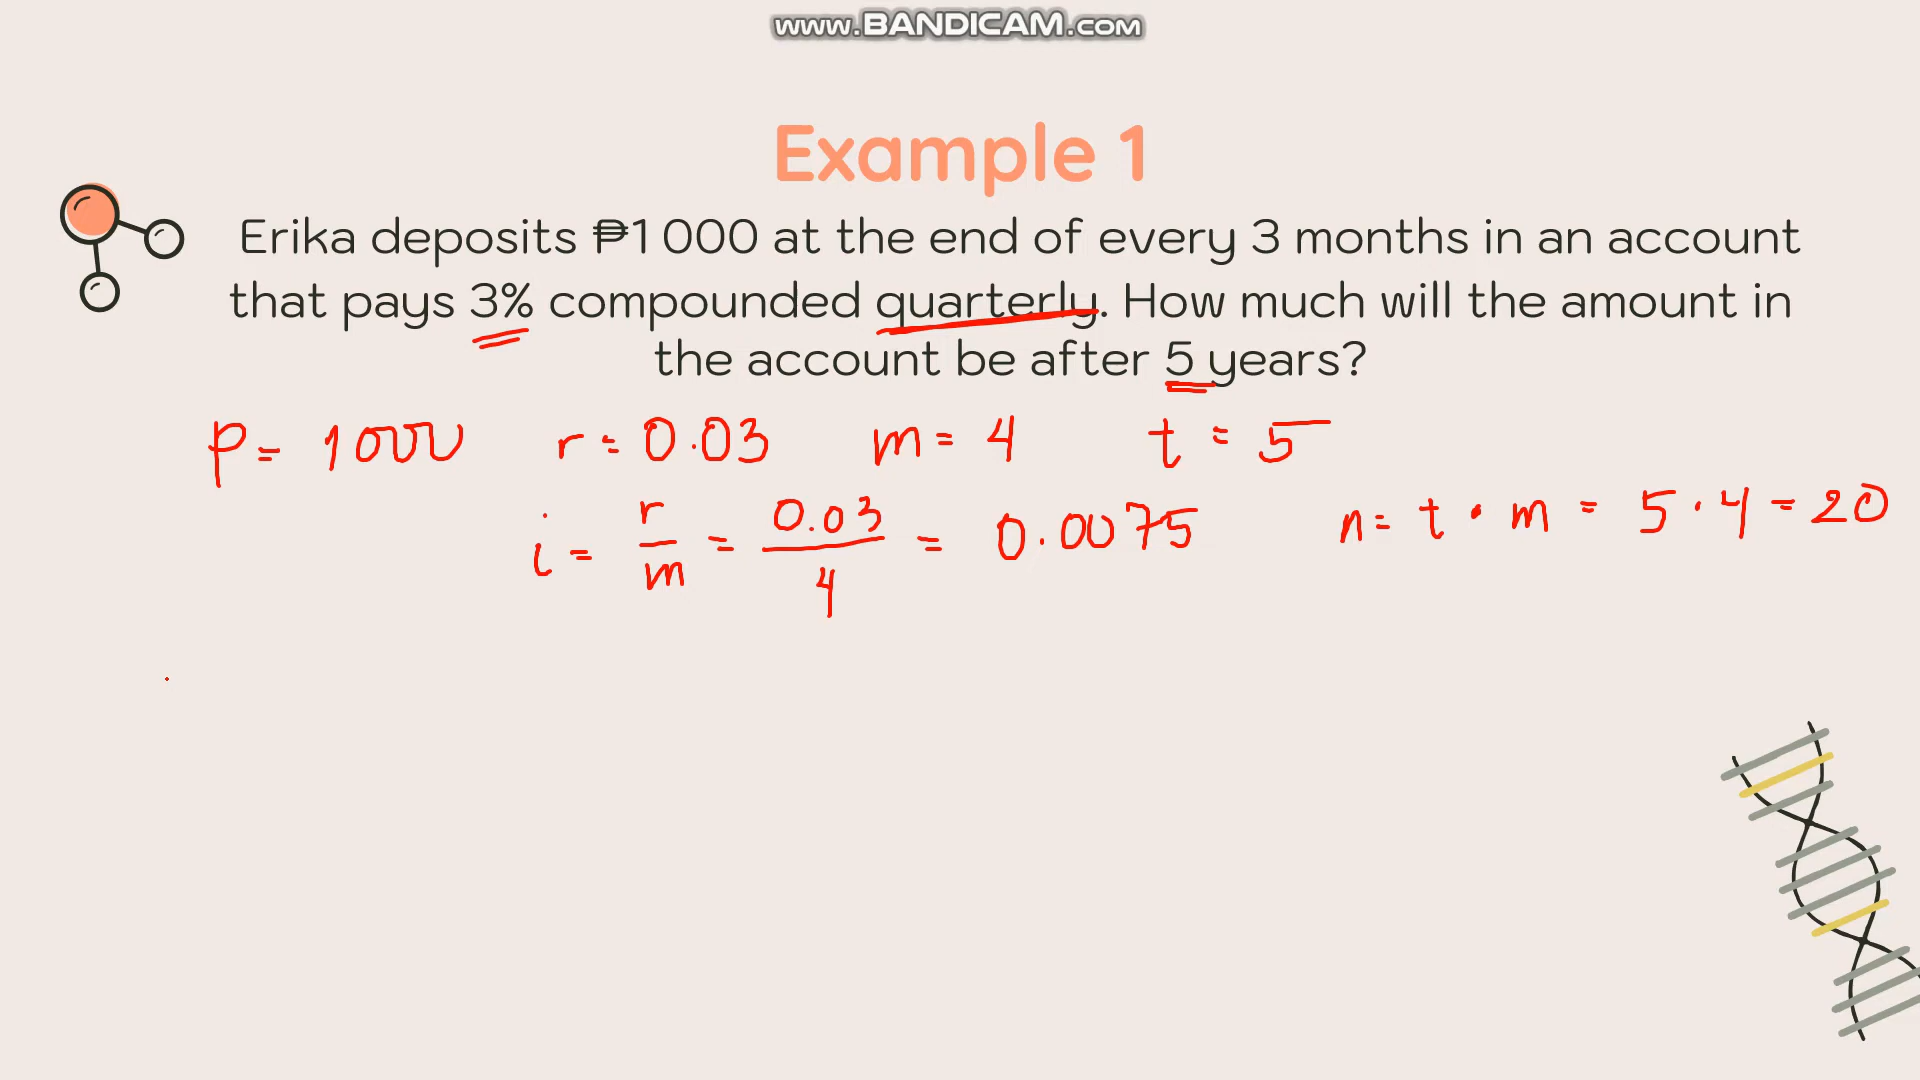 www.BANDICAM.com
Example 1
Erika deposits ₱1 000 at the end of every 3 months in an account
that pays 3% compounded quarterly. How much will the amount in
the account be after 5 years?
P = 1000 r = 0.03 m = 4 t = 5
i = r/m = 0.03/4 = 0.0075 n = t · m = 5 · 4 = 20